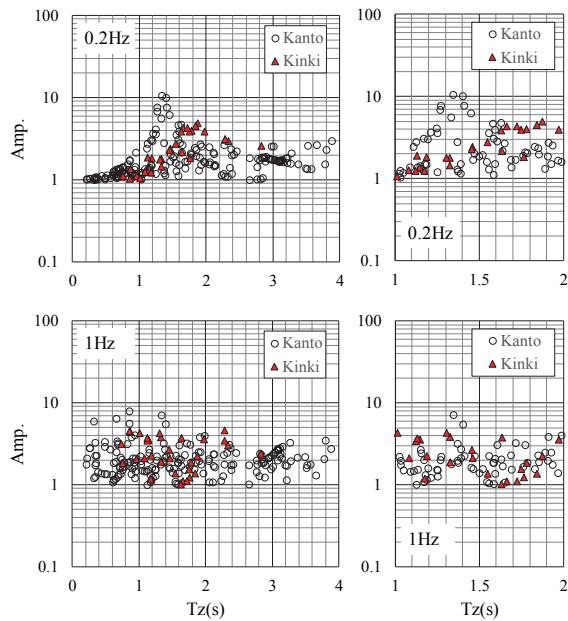 100
10
1
0.1
Amp.
0.2Hz
Kanto
Kinki
0 1 2 3 4
100
10
1
0.1
0.2Hz
Kanto
Kinki
1 1.5 2
100
10
1
0.1
Amp.
1Hz
Kanto
Kinki
0 1 2 3 4
Tz(s)
100
10
1
0.1
1Hz
Kanto
Kinki
1 1.5 2
Tz(s)